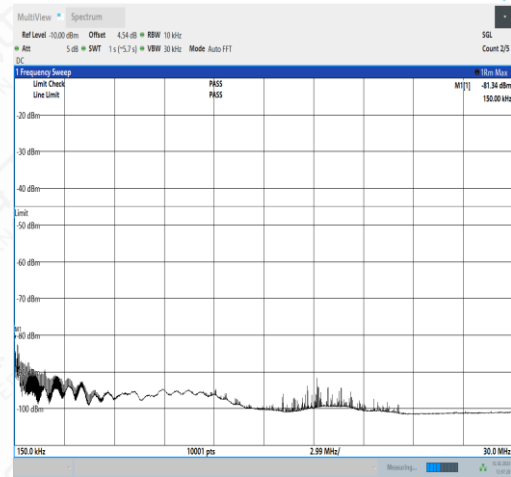 MultiView Spectrum
Ref Level -10.00 dBm Offset 4.54 dB RBW 10 kHz SGL
Att 5 dB SWT 1 s (~5.7 s) VBW 30 kHz Mode Auto FFT Count 2/5
DC
1 Frequency Sweep 1Rm Max
Limit Check PASS M1[1] -81.34 dBm
Line Limit PASS 150.00 kHz
-20 dBm
-30 dBm
-40 dBm
Limit
-50 dBm
-60 dBm
-70 dBm
M1
-80 dBm
-100 dBm
150.0 kHz 10001 pts 2.99 MHz/ 30.0 MHz
Measuring...